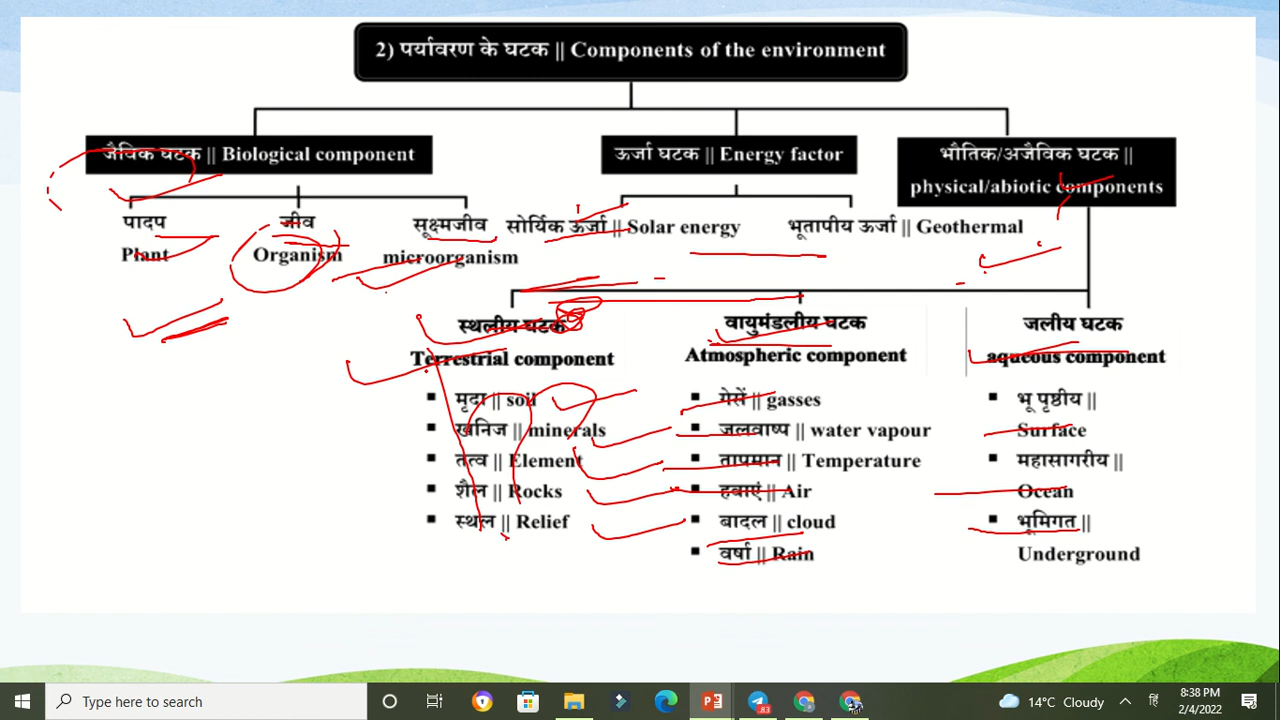 2) पर्यावरण के घटक || Components of the environment
जैविक घटक || Biological component
ऊर्जा घटक || Energy factor
भौतिक/अजैविक घटक ||
physical/abiotic components
पादप
Plant
जीव
Organism
सूक्ष्मजीव
microorganism
सोर्यिक ऊर्जा || Solar energy
भूतापीय ऊर्जा || Geothermal
स्थलीय घटक
Terrestrial component
मृदा || soil
खनिज || minerals
तत्व || Element
शैल || Rocks
स्थल || Relief
वायुमंडलीय घटक
Atmospheric component
गेसें || gasses
जलवाष्प || water vapour
तापमान || Temperature
हवाएं || Air
बादल || cloud
वर्षा || Rain
जलीय घटक
aqueous component
भू पृष्ठीय ||
Surface
महासागरीय ||
Ocean
भूमिगत ||
Underground
Type here to search
83
14°C Cloudy
हिं
8:38 PM
2/4/2022